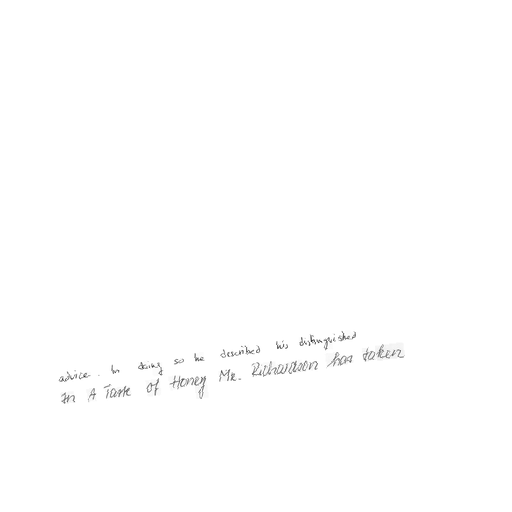 advice. In doing so he described his distinguished
In A Taste of Honey Mr. Richardson has taken